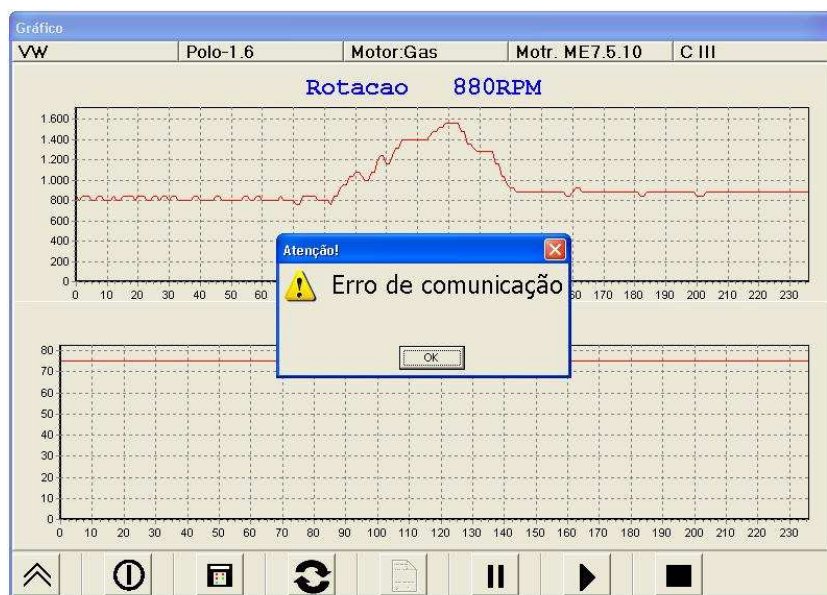 Gráfico
VW Polo-1.6 Motor:Gas Motr. ME7.5.10 C III
Rotacao 880RPM
1.600
1.400
1.200
1.000
800
600
400
200
0
0 10 20 30 40 50 60 60 170 180 190 200 210 220 230
Atenção!
Erro de comunicação
OK
80
70
60
50
40
30
20
10
0
0 10 20 30 40 50 60 70 80 90 100 110 120 130 140 150 160 170 180 190 200 210 220 230